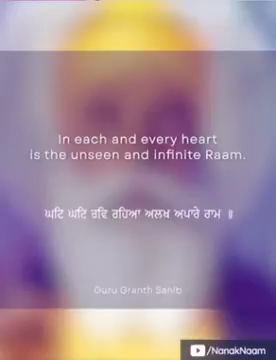 In each and every heart
is the unseen and infinite Raam.
ਘਟਿ ਘਟਿ ਰਵਿ ਰਹਿਆ ਅਲਖ ਅਪਾਰੇ ਰਾਮ ॥
Guru Granth Sahib
/NanakNaam